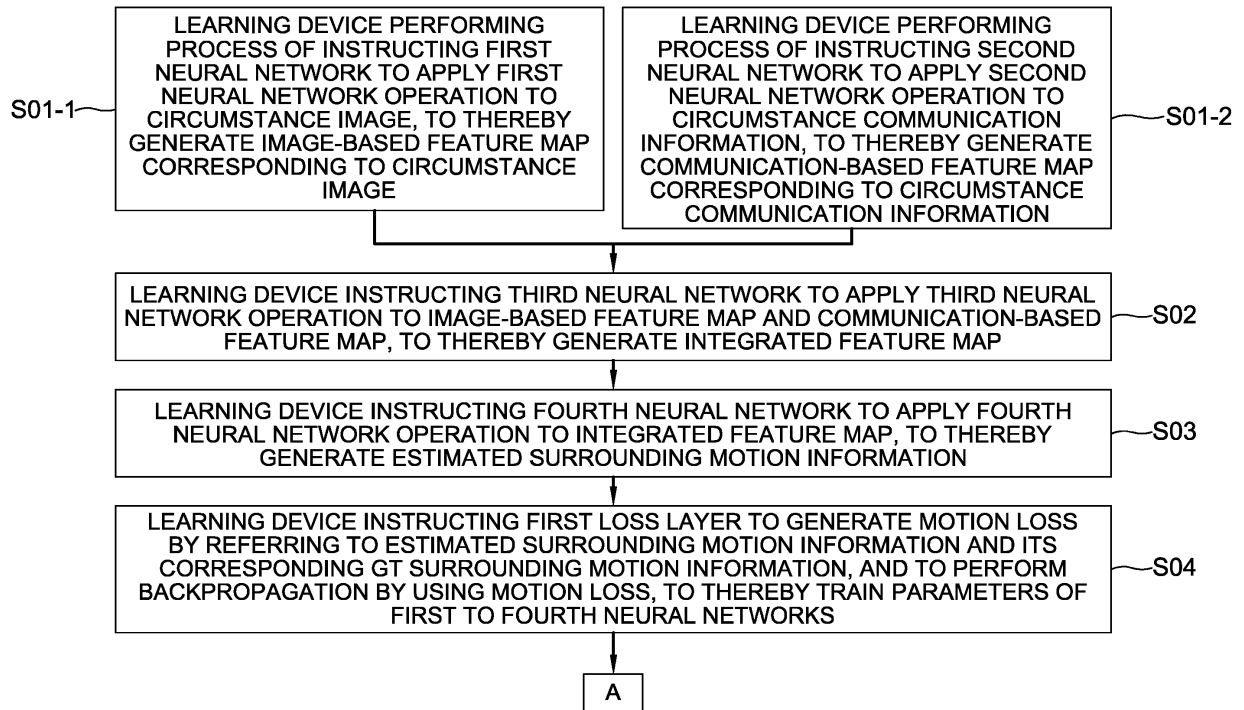 S01-1
LEARNING DEVICE PERFORMING
PROCESS OF INSTRUCTING FIRST
NEURAL NETWORK TO APPLY FIRST
NEURAL NETWORK OPERATION TO
CIRCUMSTANCE IMAGE, TO THEREBY
GENERATE IMAGE-BASED FEATURE MAP
CORRESPONDING TO CIRCUMSTANCE
IMAGE
LEARNING DEVICE PERFORMING
PROCESS OF INSTRUCTING SECOND
NEURAL NETWORK TO APPLY SECOND
NEURAL NETWORK OPERATION TO
CIRCUMSTANCE COMMUNICATION
INFORMATION, TO THEREBY GENERATE
COMMUNICATION-BASED FEATURE MAP
CORRESPONDING TO CIRCUMSTANCE
COMMUNICATION INFORMATION
S01-2
LEARNING DEVICE INSTRUCTING THIRD NEURAL NETWORK TO APPLY THIRD NEURAL
NETWORK OPERATION TO IMAGE-BASED FEATURE MAP AND COMMUNICATION-BASED
FEATURE MAP, TO THEREBY GENERATE INTEGRATED FEATURE MAP
S02
LEARNING DEVICE INSTRUCTING FOURTH NEURAL NETWORK TO APPLY FOURTH
NEURAL NETWORK OPERATION TO INTEGRATED FEATURE MAP, TO THEREBY
GENERATE ESTIMATED SURROUNDING MOTION INFORMATION
S03
LEARNING DEVICE INSTRUCTING FIRST LOSS LAYER TO GENERATE MOTION LOSS
BY REFERRING TO ESTIMATED SURROUNDING MOTION INFORMATION AND ITS
CORRESPONDING GT SURROUNDING MOTION INFORMATION, AND TO PERFORM
BACKPROPAGATION BY USING MOTION LOSS, TO THEREBY TRAIN PARAMETERS OF
FIRST TO FOURTH NEURAL NETWORKS
S04
A